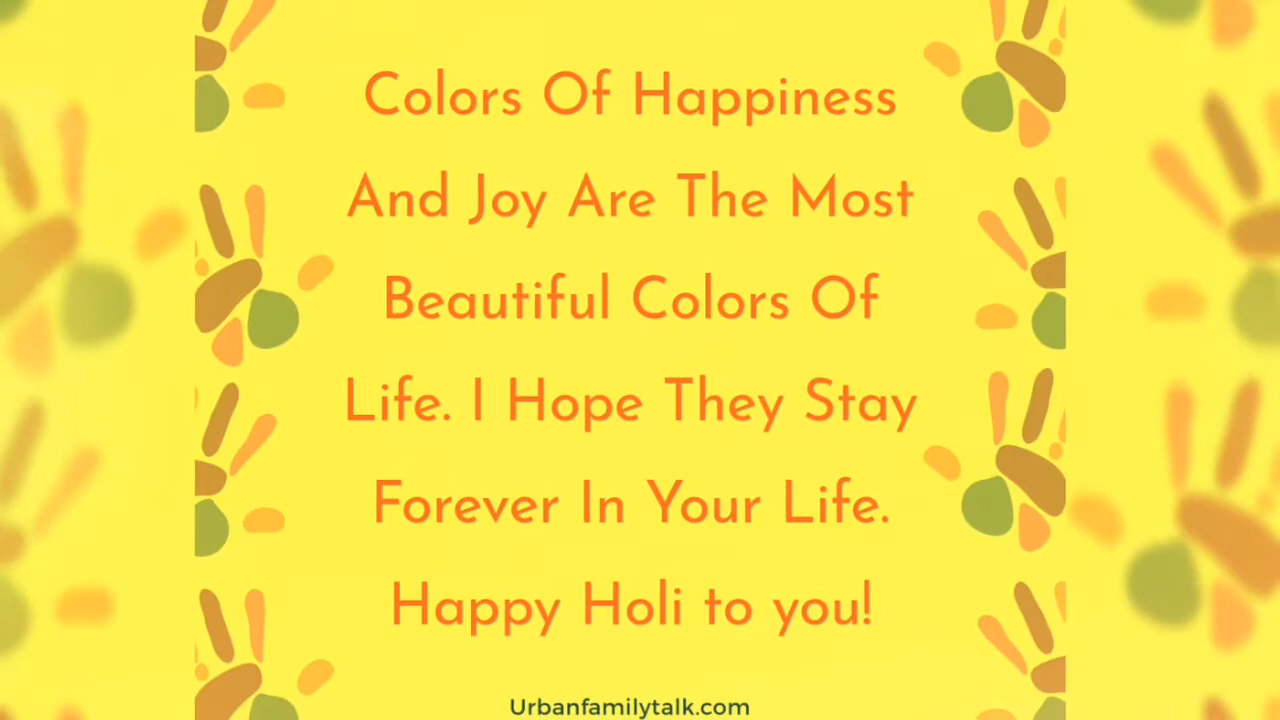 Colors Of Happiness
And Joy Are The Most
Beautiful Colors Of
Life. I Hope They Stay
Forever In Your Life.
Happy Holi to you!
Urbanfamilytalk.com